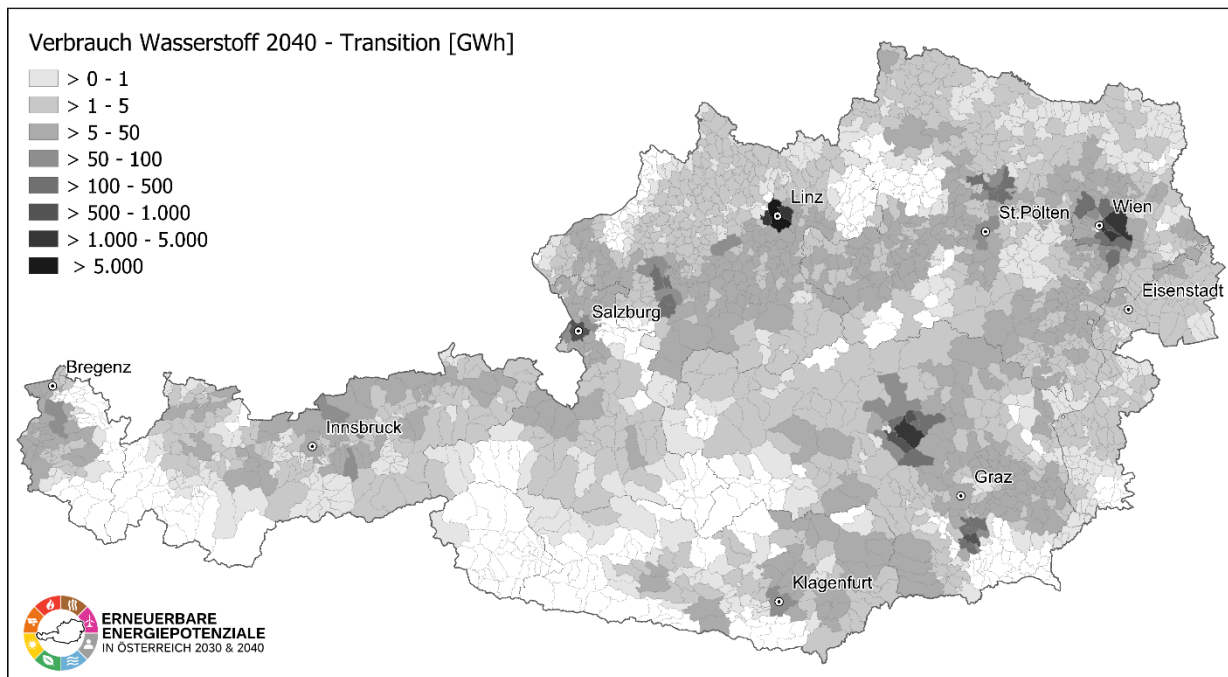 Verbrauch Wasserstoff 2040 - Transition [GWh]
> 0 - 1
> 1 - 5
> 5 - 50
> 50 - 100
> 100 - 500
> 500 - 1.000
> 1.000 - 5.000
> 5.000
Linz
St.Pölten
Wien
Eisenstadt
Salzburg
Bregenz
Innsbruck
Graz
Klagenfurt
ERNEUERBARE
ENERGIEPOTENZIALE
IN ÖSTERREICH 2030 & 2040